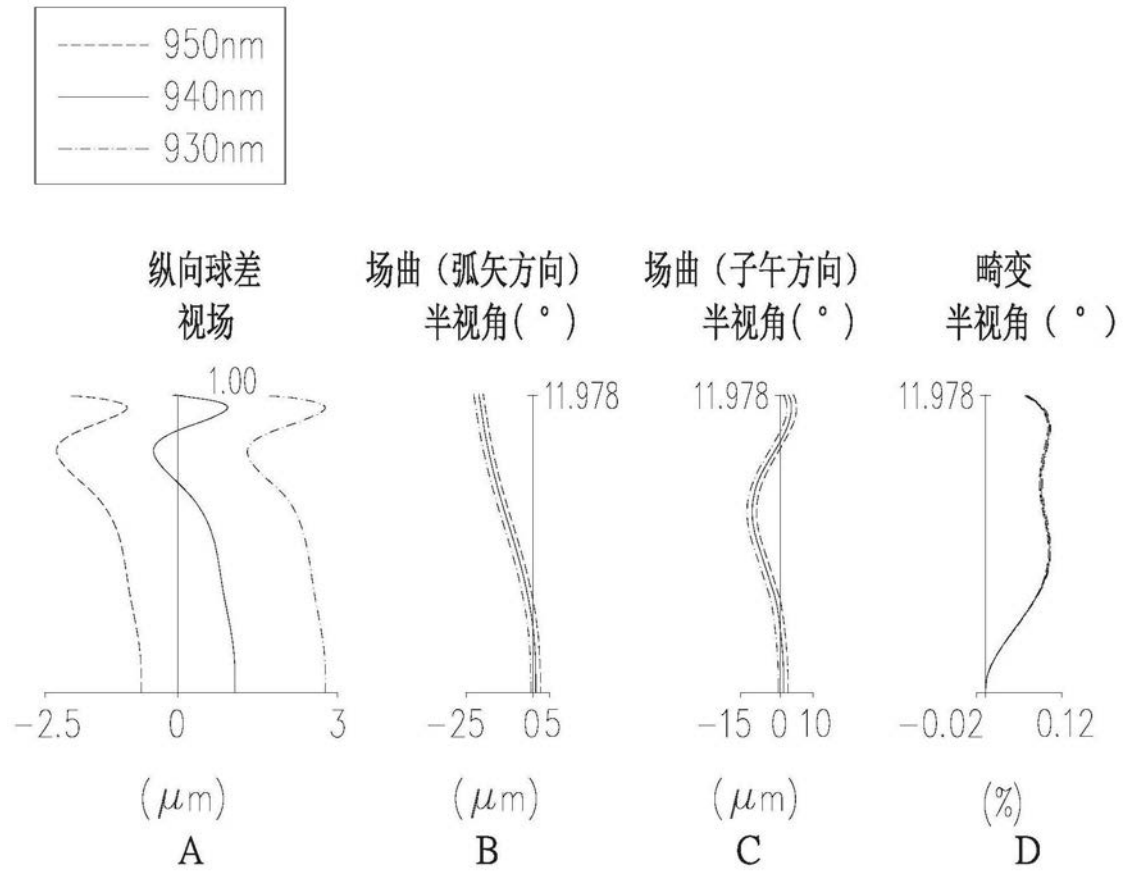 950nm
940nm
930nm
纵向球差
视场
1.00
-2.5 0 3
(μm)
A
场曲（弧矢方向）
半视角(°)
11.978
-25 0 5
(μm)
B
场曲（子午方向）
半视角(°)
11.978
-15 0 10
(μm)
C
畸变
半视角（°）
11.978
-0.02 0.12
(%)
D